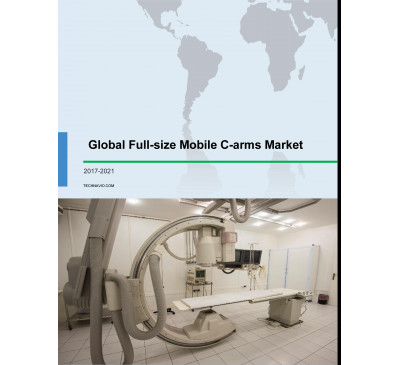 Global Full-size Mobile C-arms Market
2017-2021
TECHNAVIO.COM